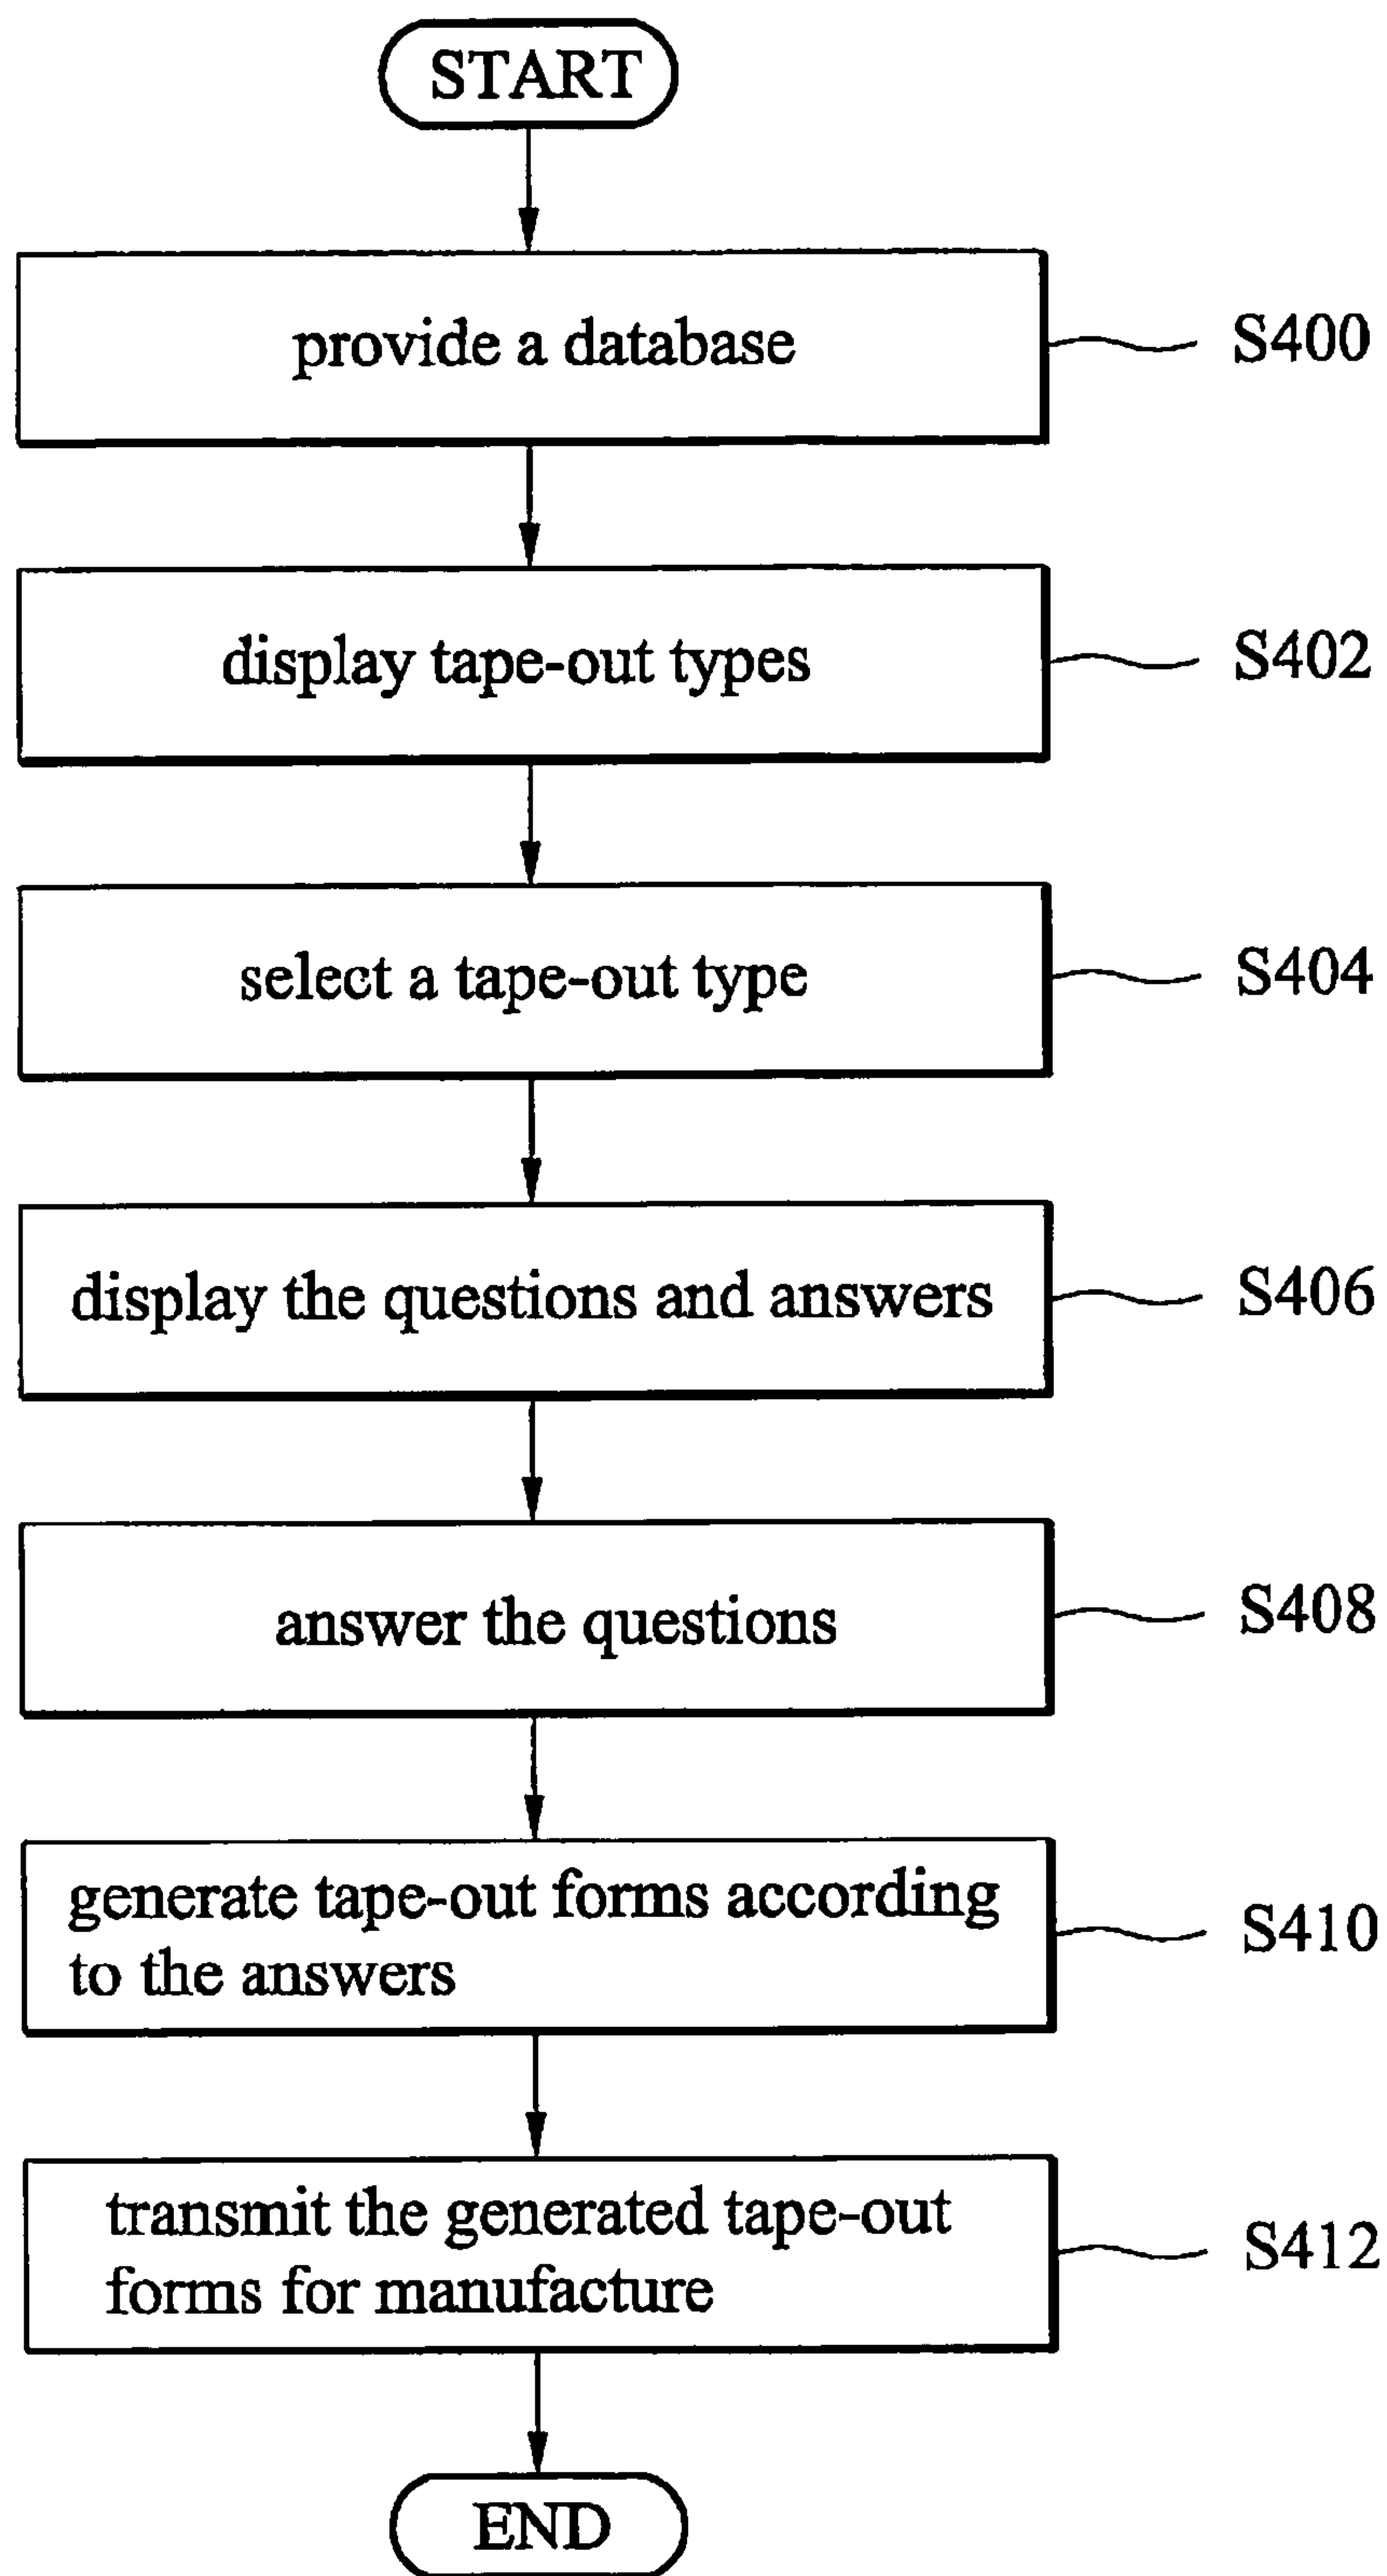 START
provide a database
S400
display tape-out types
S402
select a tape-out type
S404
display the questions and answers
S406
answer the questions
S408
generate tape-out forms according
to the answers
S410
transmit the generated tape-out
forms for manufacture
S412
END